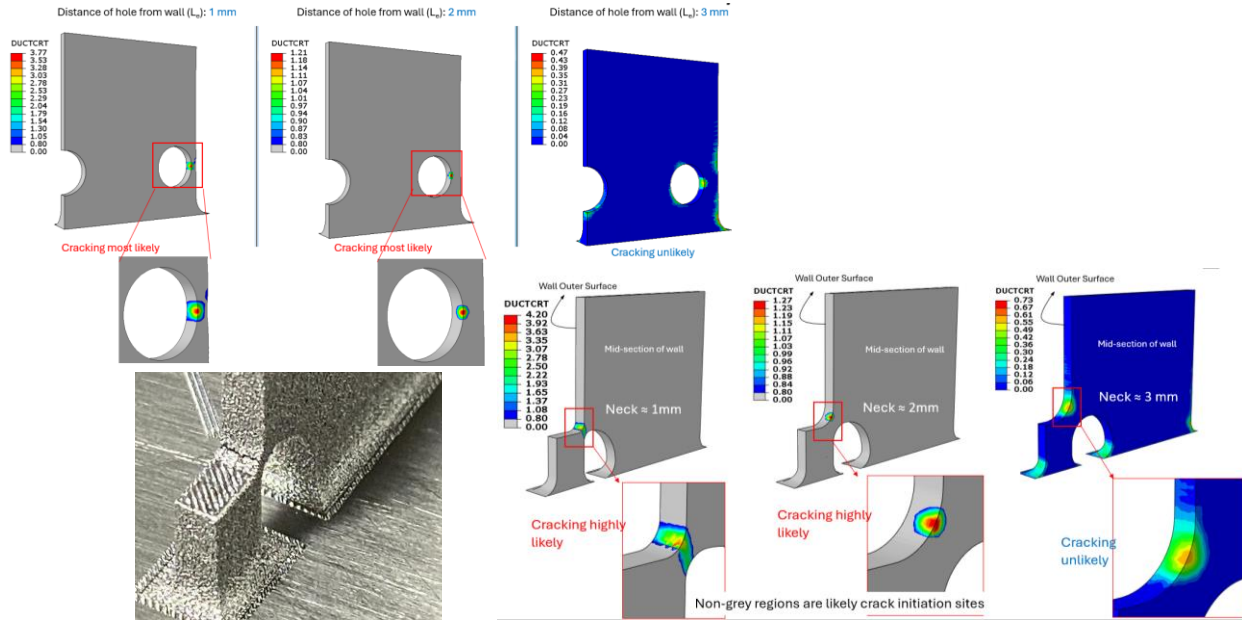 Distance of hole from wall (Lₑ): 1 mm
DUCTCRT
3.77
3.53
3.28
3.03
2.78
2.53
2.29
2.04
1.79
1.54
1.30
1.05
0.80
0.00
Cracking most likely
Distance of hole from wall (Lₑ): 2 mm
DUCTCRT
1.21
1.18
1.14
1.11
1.07
1.04
1.01
0.97
0.94
0.90
0.87
0.83
0.80
0.00
Cracking most likely
Distance of hole from wall (Lₑ): 3 mm
DUCTCRT
0.47
0.43
0.39
0.35
0.31
0.27
0.23
0.19
0.16
0.12
0.08
0.04
0.00
Cracking unlikely
Wall Outer Surface
DUCTCRT
4.20
3.92
3.63
3.35
3.07
2.78
2.50
2.22
1.93
1.65
1.37
1.08
0.80
0.00
Mid-section of wall
Neck ≈ 1mm
Cracking highly
likely
Wall Outer Surface
DUCTCRT
1.27
1.23
1.19
1.15
1.11
1.07
1.03
0.99
0.96
0.92
0.88
0.84
0.80
0.00
Mid-section of wall
Neck ≈ 2mm
Cracking highly
likely
Wall Outer Surface
DUCTCRT
0.73
0.67
0.61
0.55
0.49
0.43
0.36
0.30
0.24
0.18
0.12
0.06
0.00
Mid-section of wall
Neck ≈ 3 mm
Cracking
unlikely
Non-grey regions are likely crack initiation sites